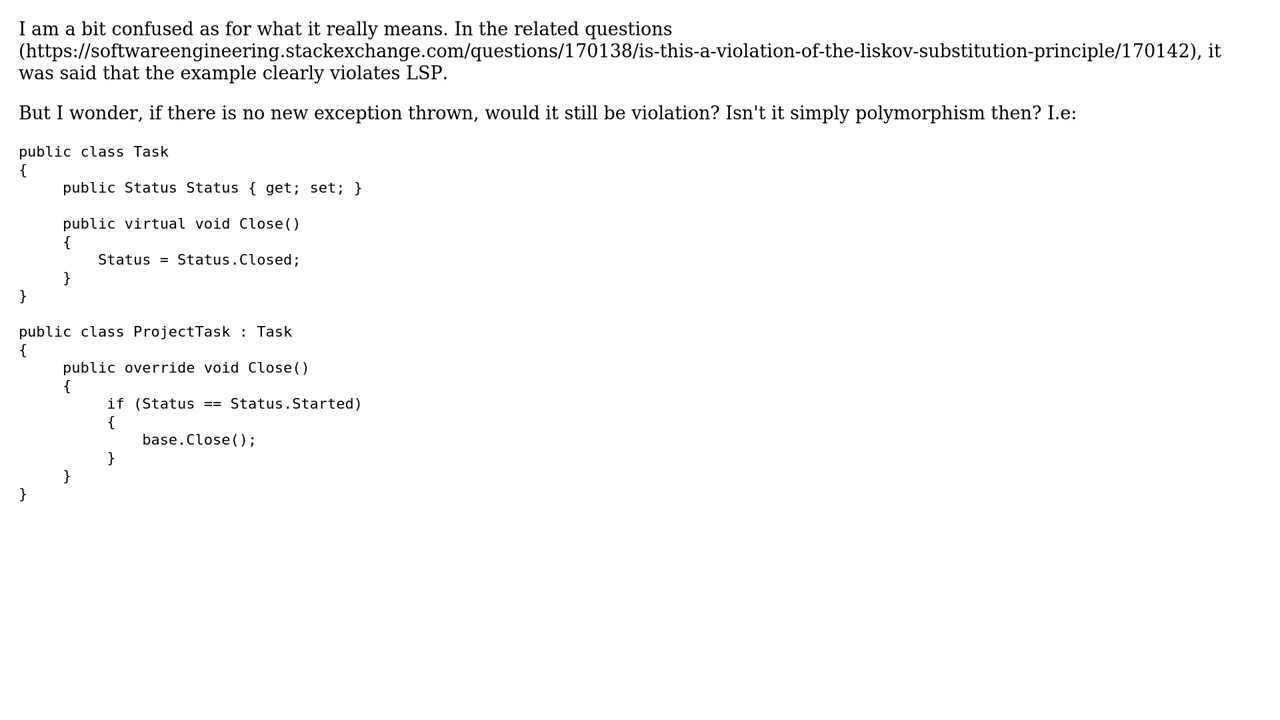 I am a bit confused as for what it really means. In the related questions
(https://softwareengineering.stackexchange.com/questions/170138/is-this-a-violation-of-the-liskov-substitution-principle/170142), it
was said that the example clearly violates LSP.
But I wonder, if there is no new exception thrown, would it still be violation? Isn't it simply polymorphism then? I.e:
public class Task
{
     public Status Status { get; set; }
     public virtual void Close()
     {
         Status = Status.Closed;
     }
}
public class ProjectTask : Task
{
     public override void Close()
     {
          if (Status == Status.Started)
          {
              base.Close();
          }
     }
}